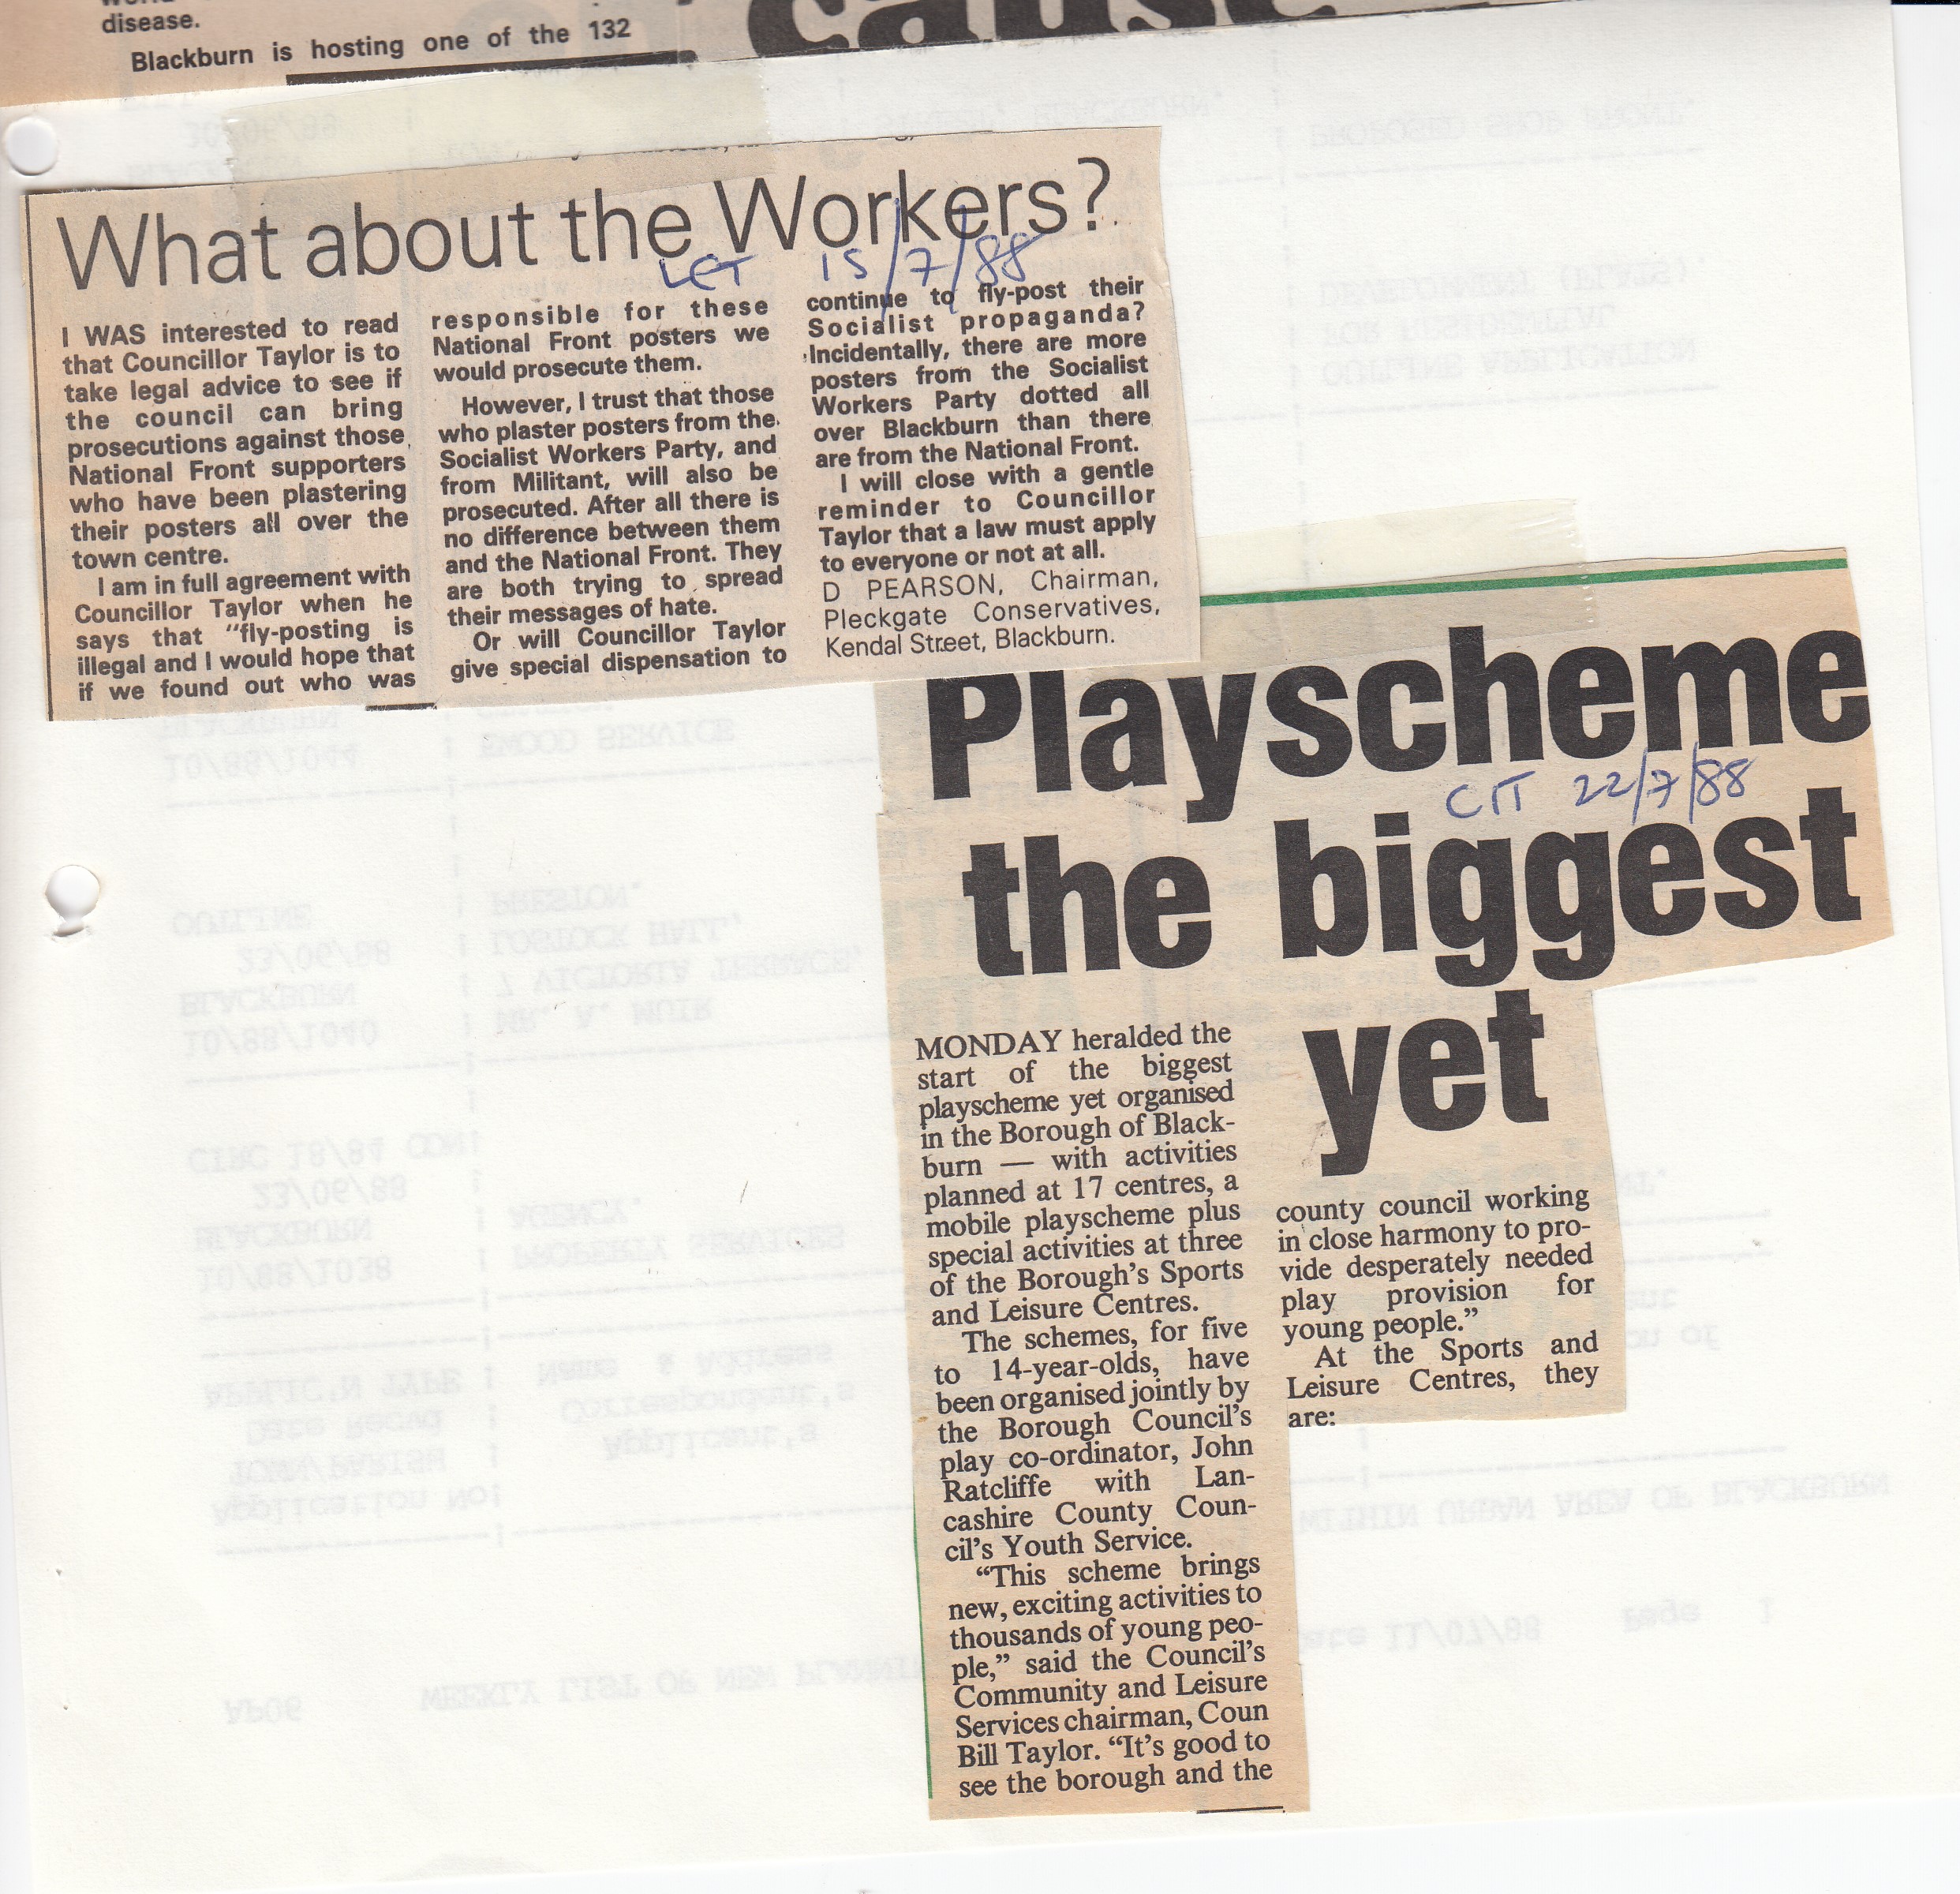 disease.
Blackburn is hosting one of the 132
cause
What about the Workers?
LET 15/7/88
I WAS interested to read
that Councillor Taylor is to
take legal advice to see if
the council can bring
prosecutions against those
National Front supporters
who have been plastering
their posters all over the
town centre.
I am in full agreement with
Councillor Taylor when he
says that "fly-posting is
illegal and I would hope that
if we found out who was
responsible for these
National Front posters we
would prosecute them.
However, I trust that those
who plaster posters from the
Socialist Workers Party, and
from Militant, will also be
prosecuted. After all there is
no difference between them
and the National Front. They
are both trying to spread
their messages of hate.
Or will Councillor Taylor
give special dispensation to
continue to fly-post their
Socialist propaganda?
Incidentally, there are more
posters from the Socialist
Workers Party dotted all
over Blackburn than there
are from the National Front.
I will close with a gentle
reminder to Councillor
Taylor that a law must apply
to everyone or not at all.
D PEARSON, Chairman,
Pleckgate Conservatives,
Kendal Street, Blackburn.
Playscheme
CIT 22/7/88
the biggest
yet
MONDAY heralded the
start of the biggest
playscheme yet organised
in the Borough of Black-
burn — with activities
planned at 17 centres, a
mobile playscheme plus
special activities at three
of the Borough's Sports
and Leisure Centres.
The schemes, for five
to 14-year-olds, have
been organised jointly by
the Borough Council's
play co-ordinator, John
Ratcliffe with Lan-
cashire County Coun-
cil's Youth Service.
"This scheme brings
new, exciting activities to
thousands of young peo-
ple," said the Council's
Community and Leisure
Services chairman, Coun
Bill Taylor. "It's good to
see the borough and the
county council working
in close harmony to pro-
vide desperately needed
play provision for
young people."
At the Sports and
Leisure Centres, they
are: